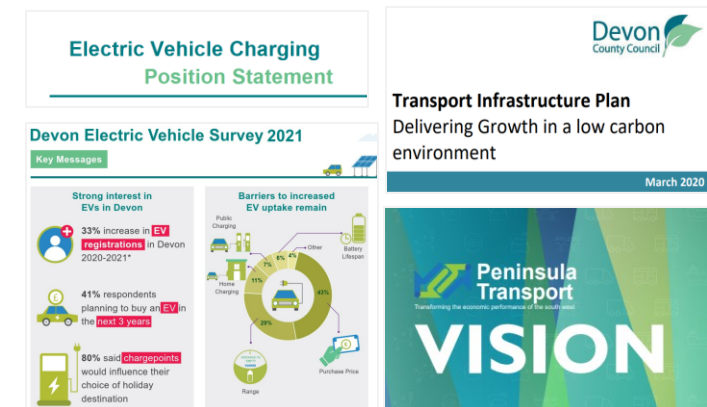 Electric Vehicle Charging
Position Statement
Devon Electric Vehicle Survey 2021
Key Messages
Strong interest in
EVs in Devon
33% increase in EV
registrations in Devon
2020-2021*
41% respondents
planning to buy an EV in
the next 3 years
80% said chargepoints
would influence their
choice of holiday
destination
Barriers to increased
EV uptake remain
Public
Charging
Other
Battery
Lifespan
7%
6%
4%
11%
Home
Charging
43%
29%
Range
Purchase Price
Devon
County Council
Transport Infrastructure Plan
Delivering Growth in a low carbon
environment
March 2020
Peninsula
Transport
Transforming the economic performance of the south west
VISION